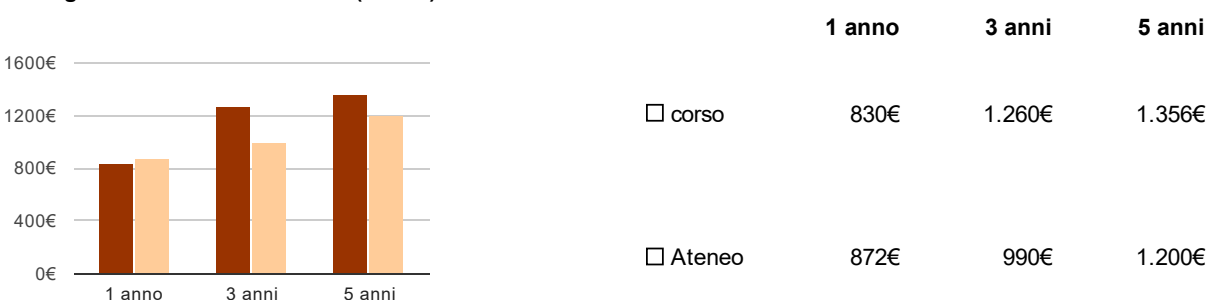 1 anno 3 anni 5 anni
1600€
1200€
800€
400€
0€
1 anno 3 anni 5 anni
corso 830€ 1.260€ 1.356€
Ateneo 872€ 990€ 1.200€